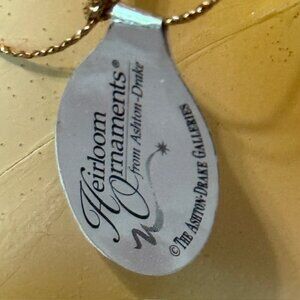 Heirloom
Ornaments®
from Ashton-Drake
© THE ASHTON-DRAKE GALLERIES